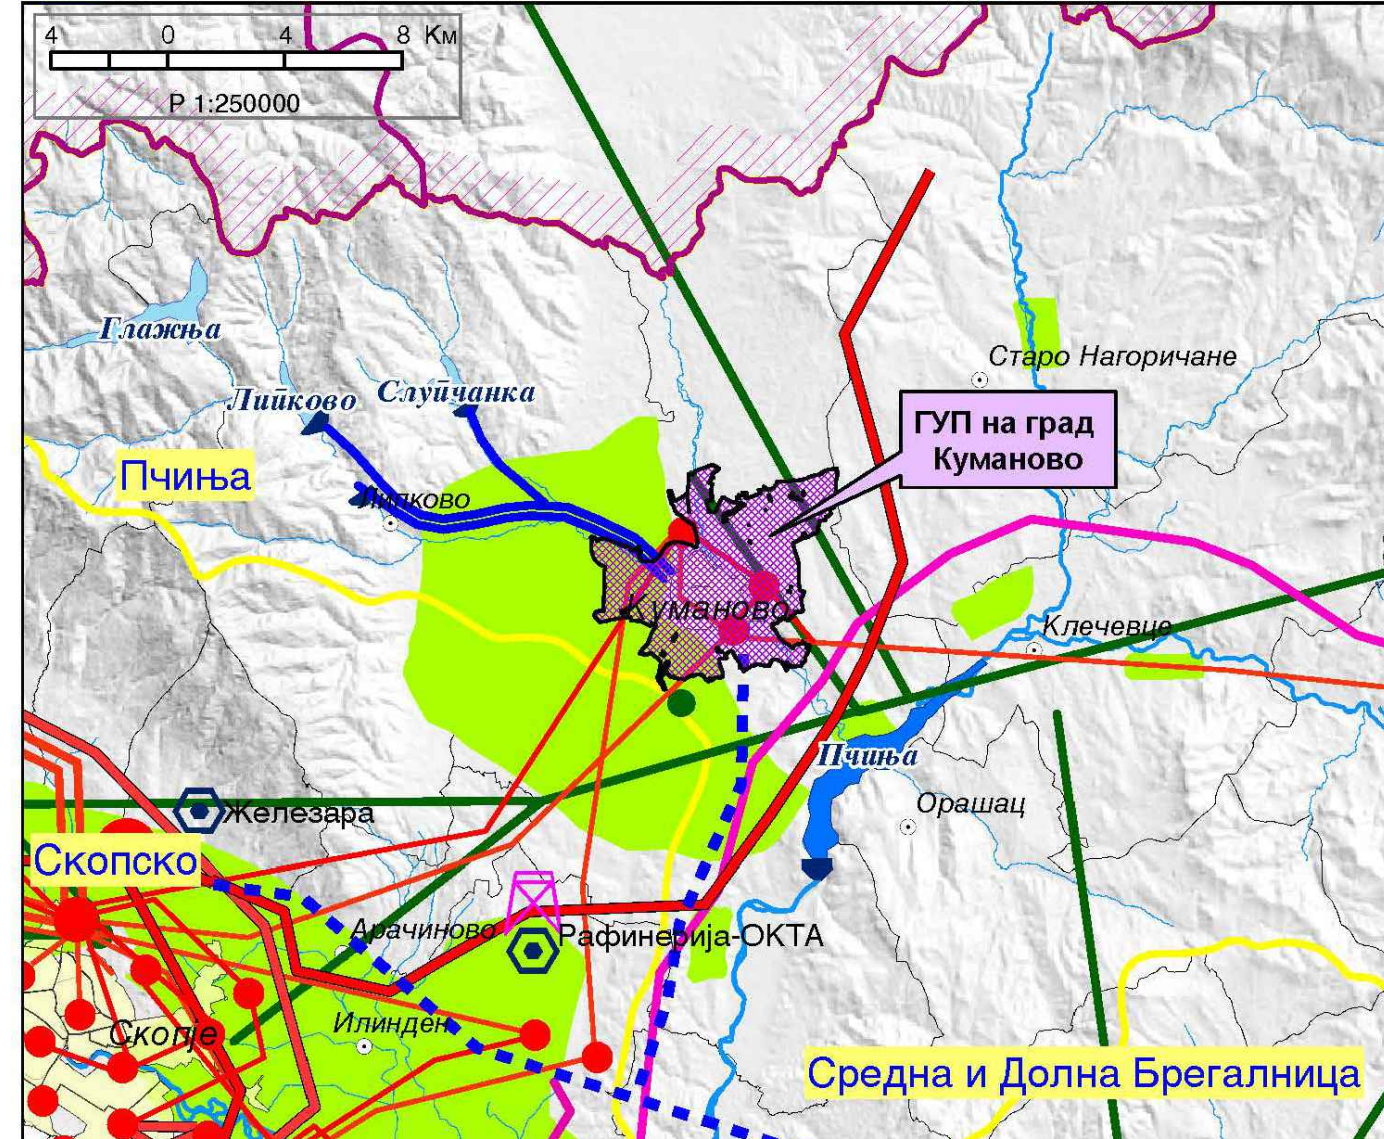 4 0 4 8 Км
Р 1:250000
Глажња
Старо Нагоричане
Липково
Слупчанка
ГУП на град
Куманово
Пчиња
Липково
Куманово
Клечевце
Пчиња
Орашац
Железара
Скопско
Арачиново
Рафинерија-ОКТА
Илинден
Скопје
Средна и Долна Брегалница